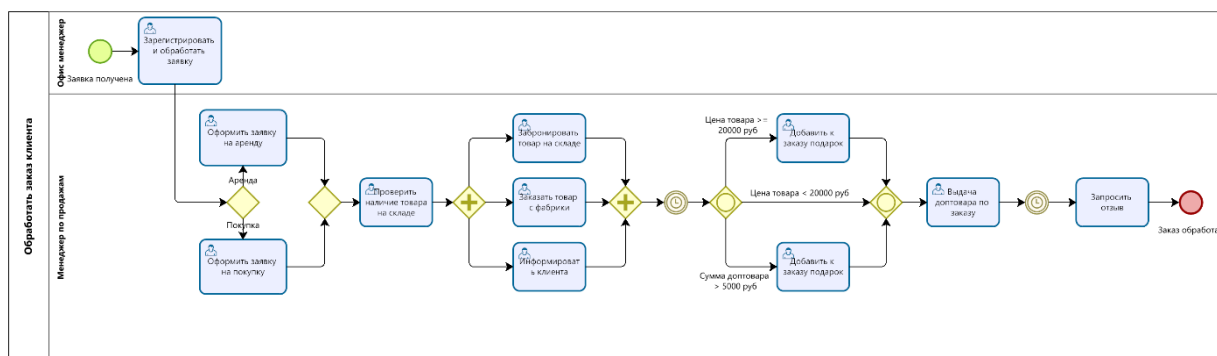 Обработать заказ клиента
Офис менеджер
Заявка получена
Зарегистрировать
и обработать
заявку
Менеджер по продажам
Оформить заявку
на аренду
Аренда
Покупка
Оформить заявку
на покупку
Проверить
наличие товара
на складе
Забронировать
товар на складе
Заказать товар
с фабрики
Информироват
ь клиента
Цена товара >=
20000 руб
Цена товара < 20000 руб
Сумма доптовара
> 5000 руб
Добавить к
заказу подарок
Добавить к
заказу подарок
Выдача
доптовара по
заказу
Запросить
отзыв
Заказ обработа